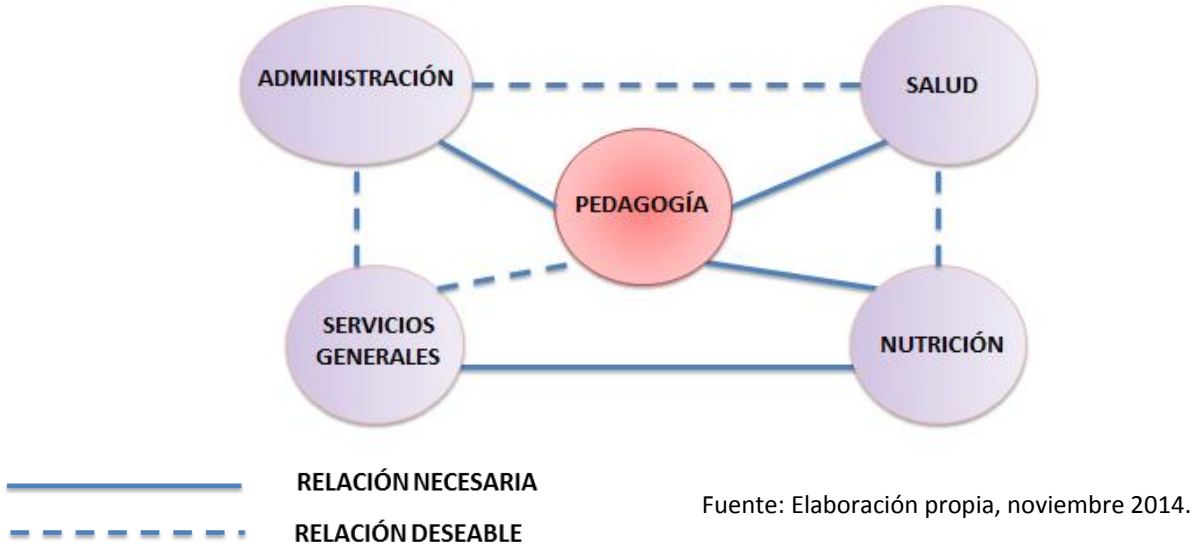 ADMINISTRACIÓN
SALUD
PEDAGOGÍA
SERVICIOS
GENERALES
NUTRICIÓN
RELACIÓN NECESARIA
RELACIÓN DESEABLE
Fuente: Elaboración propia, noviembre 2014.